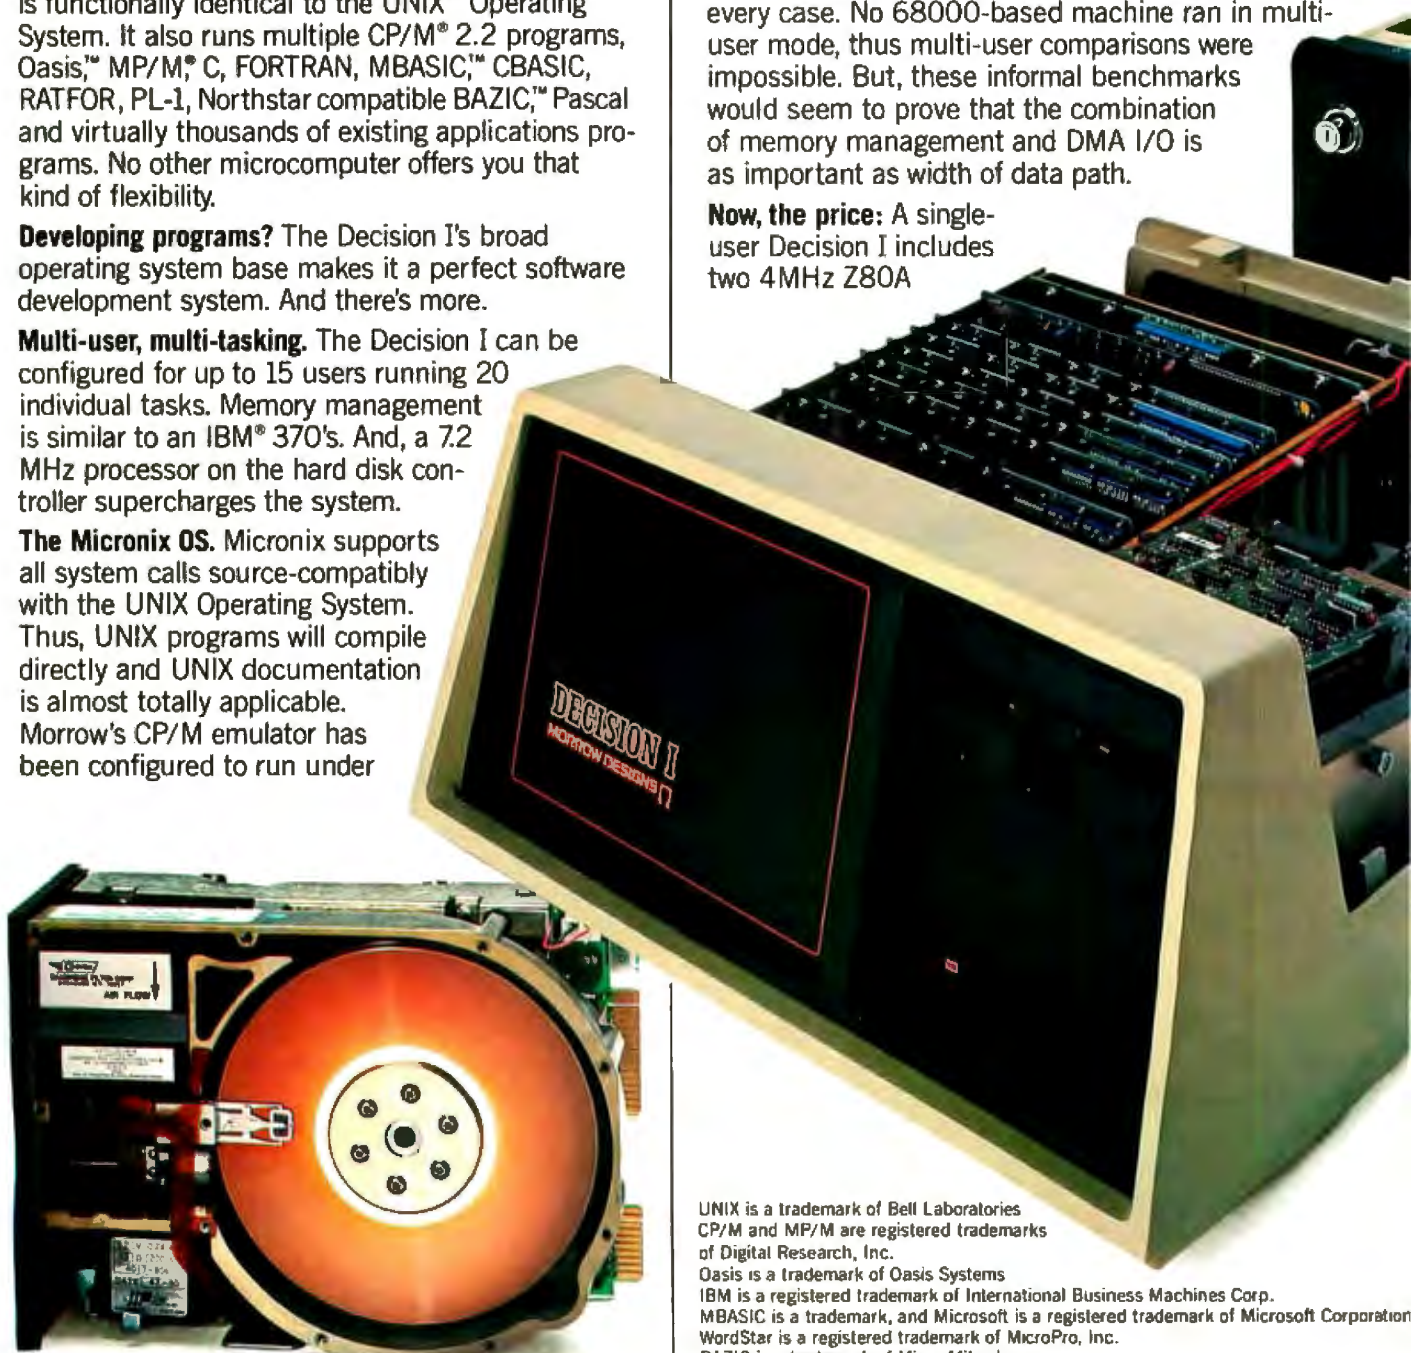 is functionally identical to the UNIX™ Operating
System. It also runs multiple CP/M® 2.2 programs,
Oasis,™ MP/M,® C, FORTRAN, MBASIC,™ CBASIC,
RATFOR, PL-1, Northstar compatible BAZIC,™ Pascal
and virtually thousands of existing applications pro-
grams. No other microcomputer offers you that
kind of flexibility.
Developing programs? The Decision I's broad
operating system base makes it a perfect software
development system. And there's more.
Multi-user, multi-tasking. The Decision I can be
configured for up to 15 users running 20
individual tasks. Memory management
is similar to an IBM® 370's. And, a 7.2
MHz processor on the hard disk con-
troller supercharges the system.
The Micronix OS. Micronix supports
all system calls source-compatibly
with the UNIX Operating System.
Thus, UNIX programs will compile
directly and UNIX documentation
is almost totally applicable.
Morrow's CP/M emulator has
been configured to run under
every case. No 68000-based machine ran in multi-
user mode, thus multi-user comparisons were
impossible. But, these informal benchmarks
would seem to prove that the combination
of memory management and DMA I/O is
as important as width of data path.
Now, the price: A single-
user Decision I includes
two 4MHz Z80A
DECISION I
MORROW DESIGNS
AIR FLOW
UNIX is a trademark of Bell Laboratories
CP/M and MP/M are registered trademarks
of Digital Research, Inc.
Oasis is a trademark of Oasis Systems
IBM is a registered trademark of International Business Machines Corp.
MBASIC is a trademark, and Microsoft is a registered trademark of Microsoft Corporation
WordStar is a registered trademark of MicroPro, Inc.